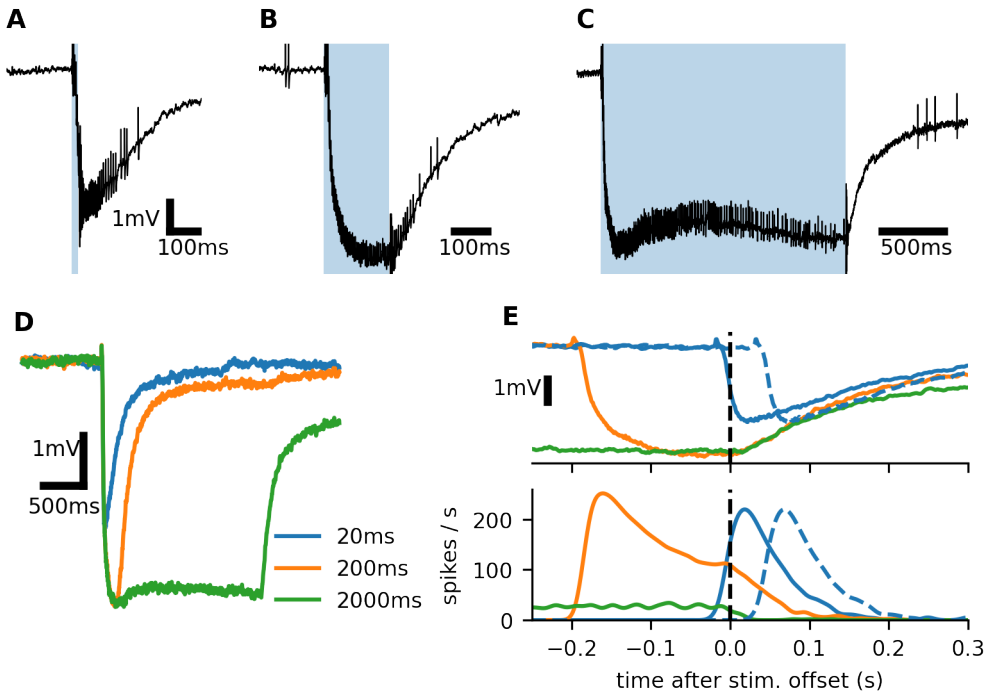 A
B
C
1mV
100ms
100ms
500ms
D
E
1mV
500ms
20ms
200ms
2000ms
1mV
spikes / s
200
100
0
−0.2
−0.1
0.0
0.1
0.2
0.3
time after stim. offset (s)